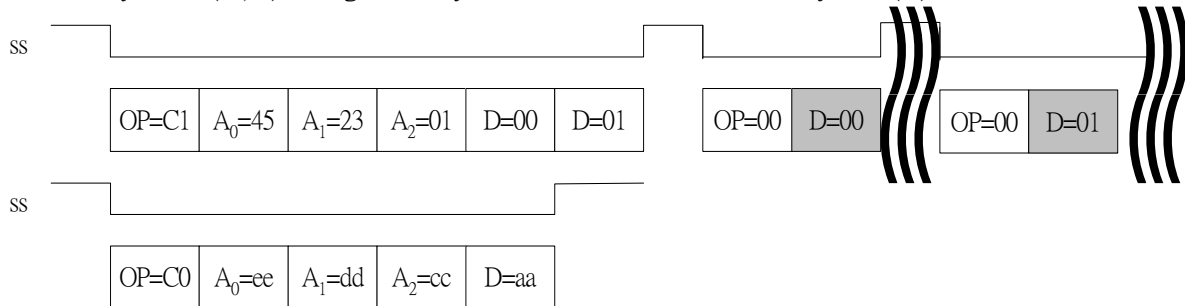 SS
OP=C1 A₀=45 A₁=23 A₂=01 D=00 D=01 OP=00 D=00 OP=00 D=01
SS
OP=C0 A₀=ee A₁=dd A₂=cc D=aa